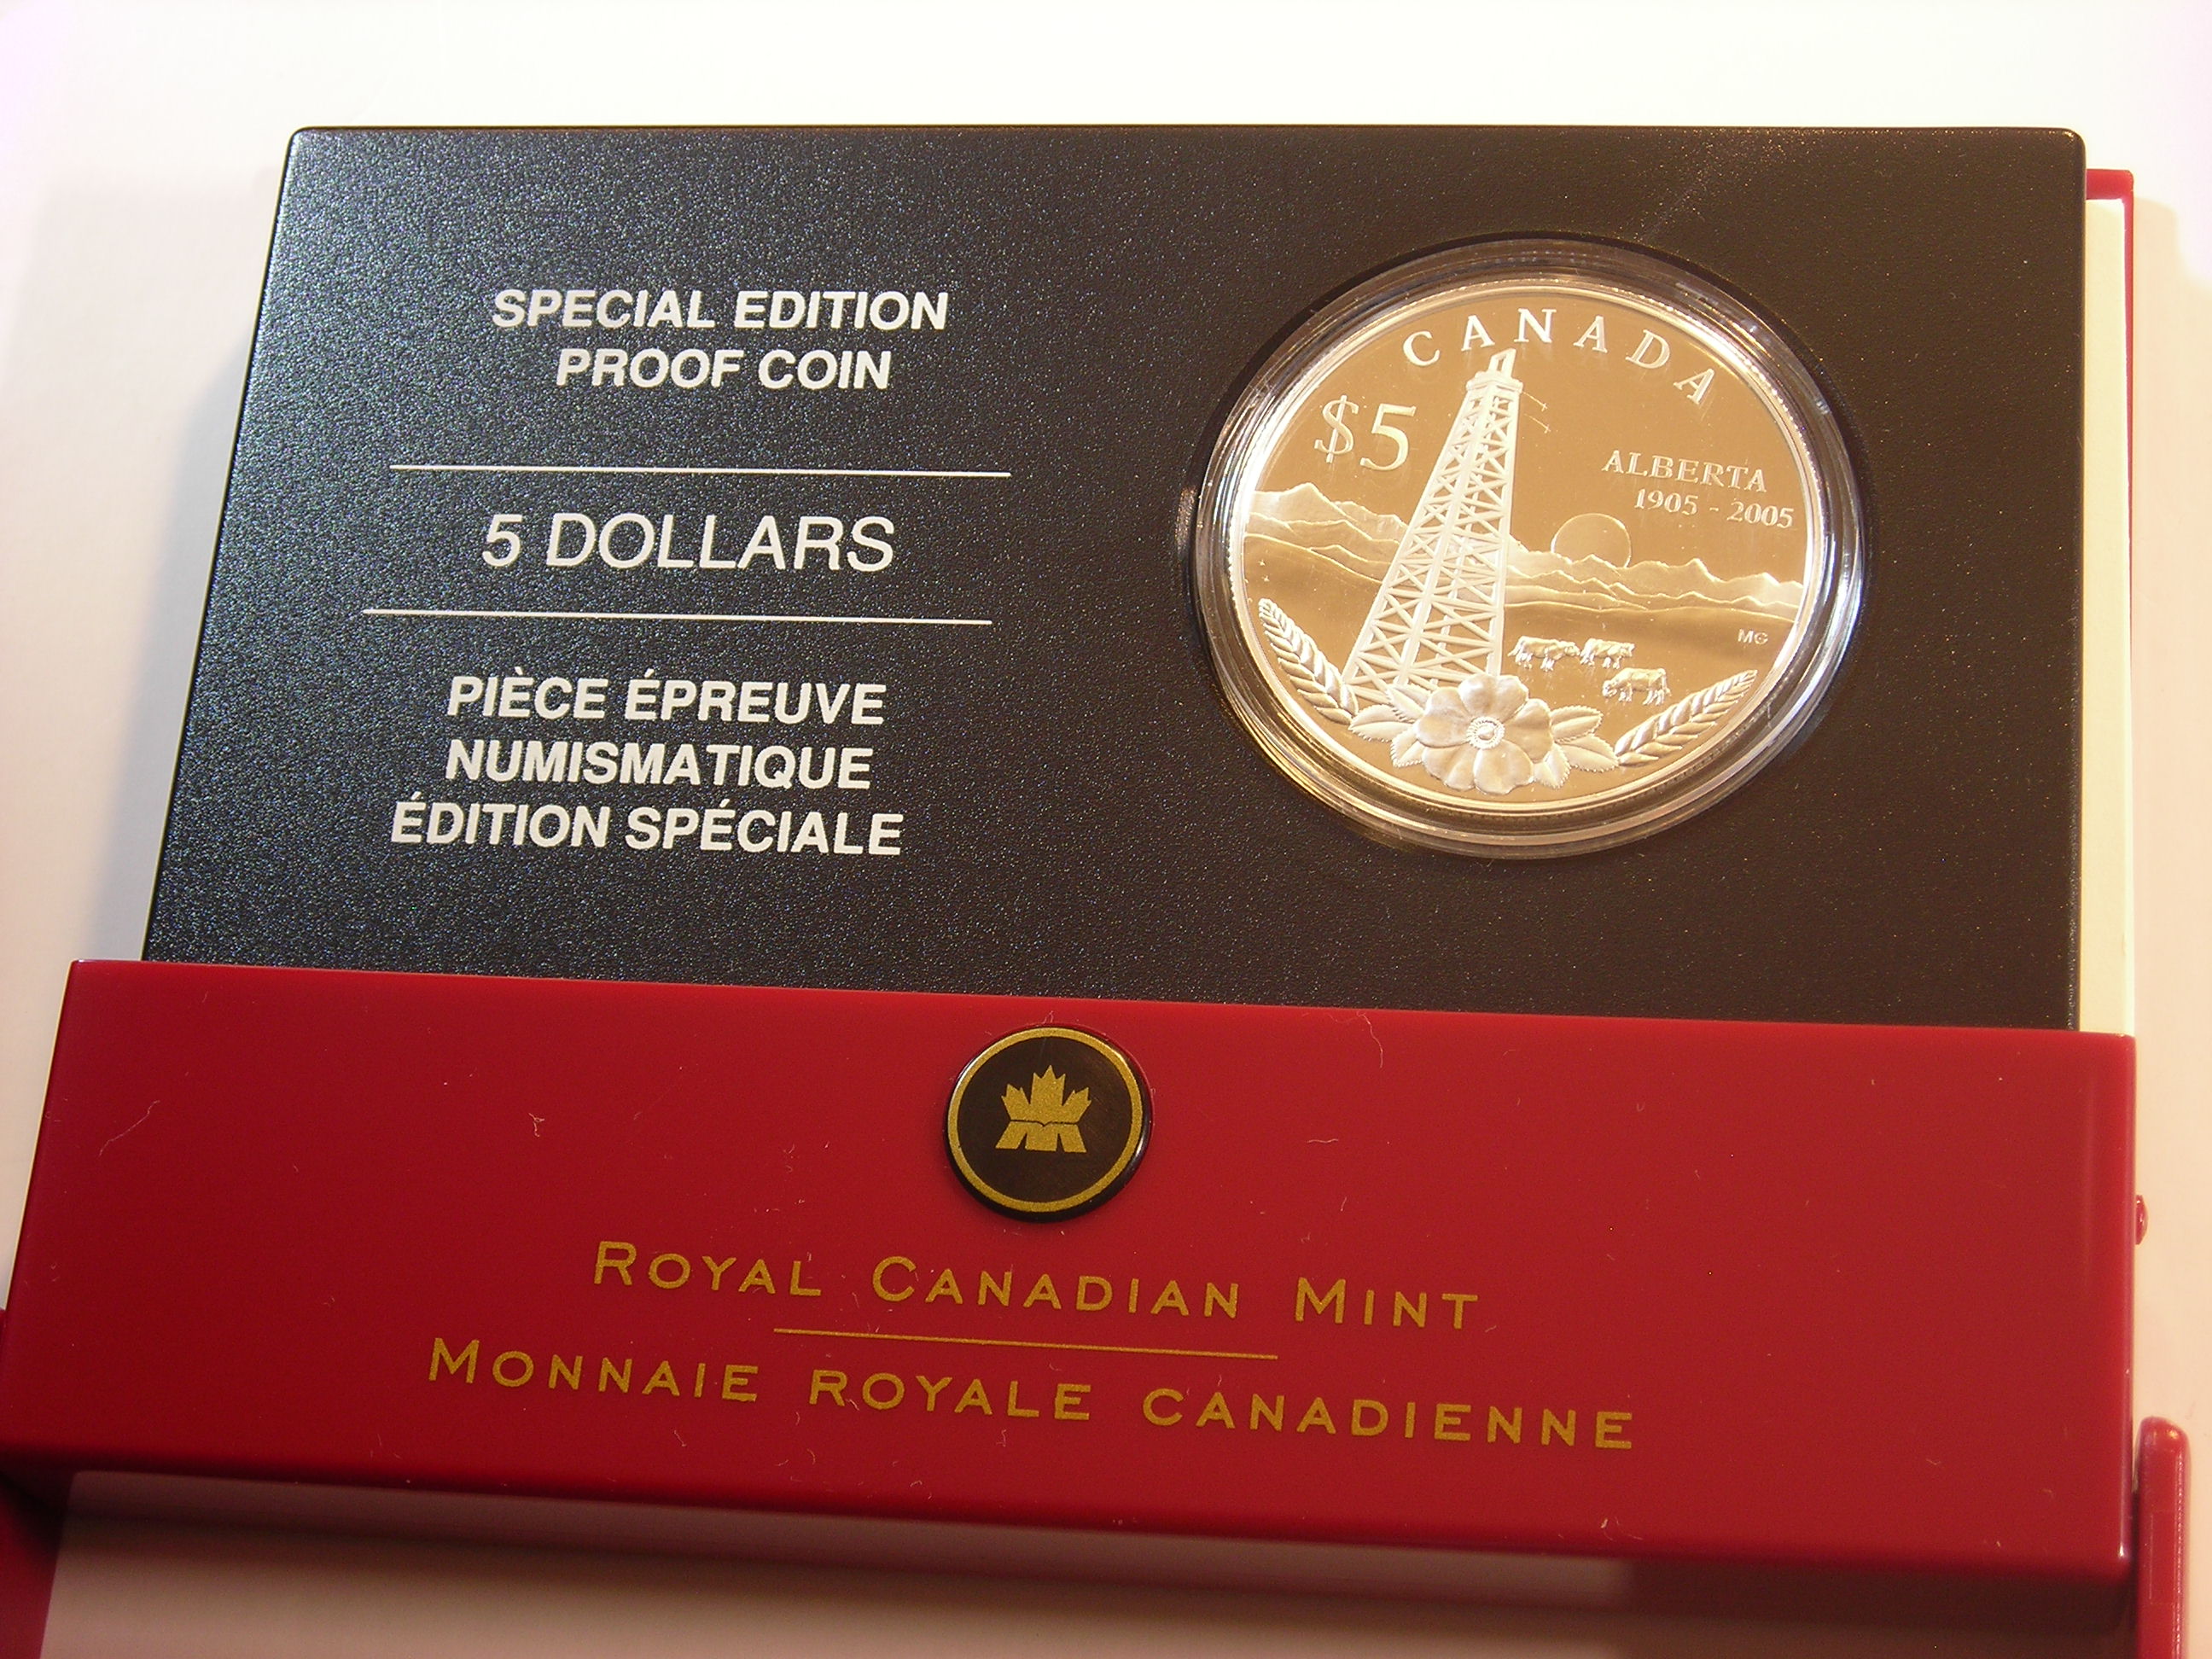 SPECIAL EDITION
PROOF COIN
5 DOLLARS
PIÈCE ÉPREUVE
NUMISMATIQUE
ÉDITION SPÉCIALE
CANADA
$5
ALBERTA
1905 - 2005
MG
ROYAL CANADIAN MINT
MONNAIE ROYALE CANADIENNE